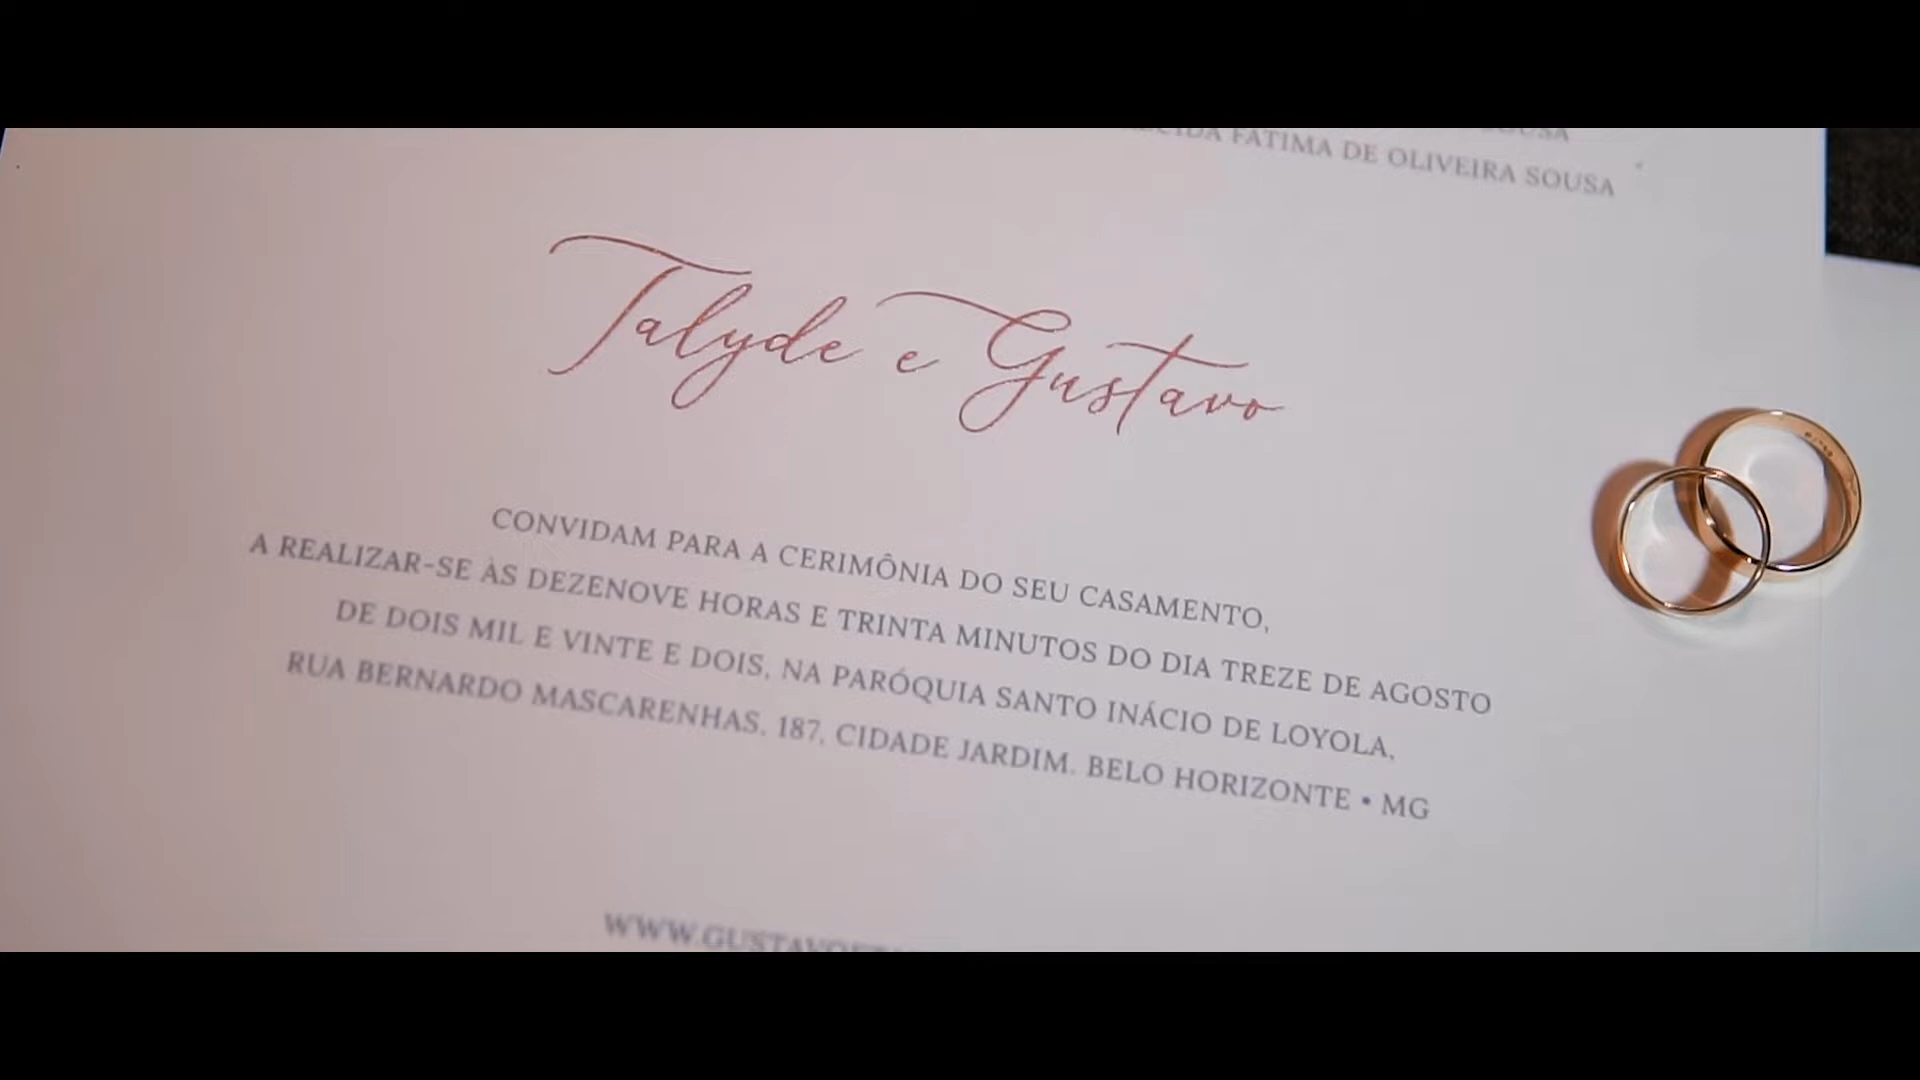 FATIMA DE OLIVEIRA SOUSA
Talyde e Gustavo
CONVIDAM PARA A CERIMÔNIA DO SEU CASAMENTO,
A REALIZAR-SE ÀS DEZENOVE HORAS E TRINTA MINUTOS DO DIA TREZE DE AGOSTO
DE DOIS MIL E VINTE E DOIS, NA PARÓQUIA SANTO INÁCIO DE LOYOLA,
RUA BERNARDO MASCARENHAS, 187, CIDADE JARDIM. BELO HORIZONTE • MG